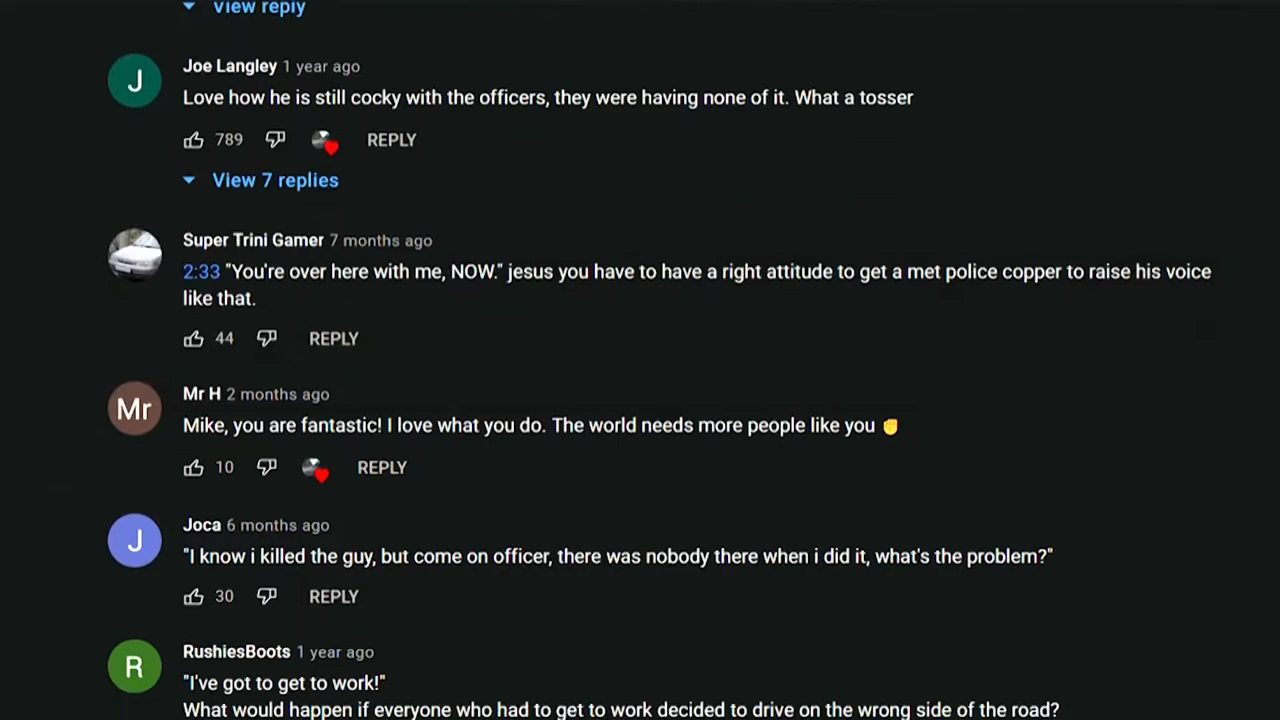 View reply
Joe Langley 1 year ago
Love how he is still cocky with the officers, they were having none of it. What a tosser
789 REPLY
View 7 replies
Super Trini Gamer 7 months ago
2:33 "You're over here with me, NOW." jesus you have to have a right attitude to get a met police copper to raise his voice
like that.
44 REPLY
Mr
Mr H 2 months ago
Mike, you are fantastic! I love what you do. The world needs more people like you ✊
10 REPLY
J
Joca 6 months ago
"I know i killed the guy, but come on officer, there was nobody there when i did it, what's the problem?"
30 REPLY
R
RushiesBoots 1 year ago
"I've got to get to work!"
What would happen if everyone who had to get to work decided to drive on the wrong side of the road?